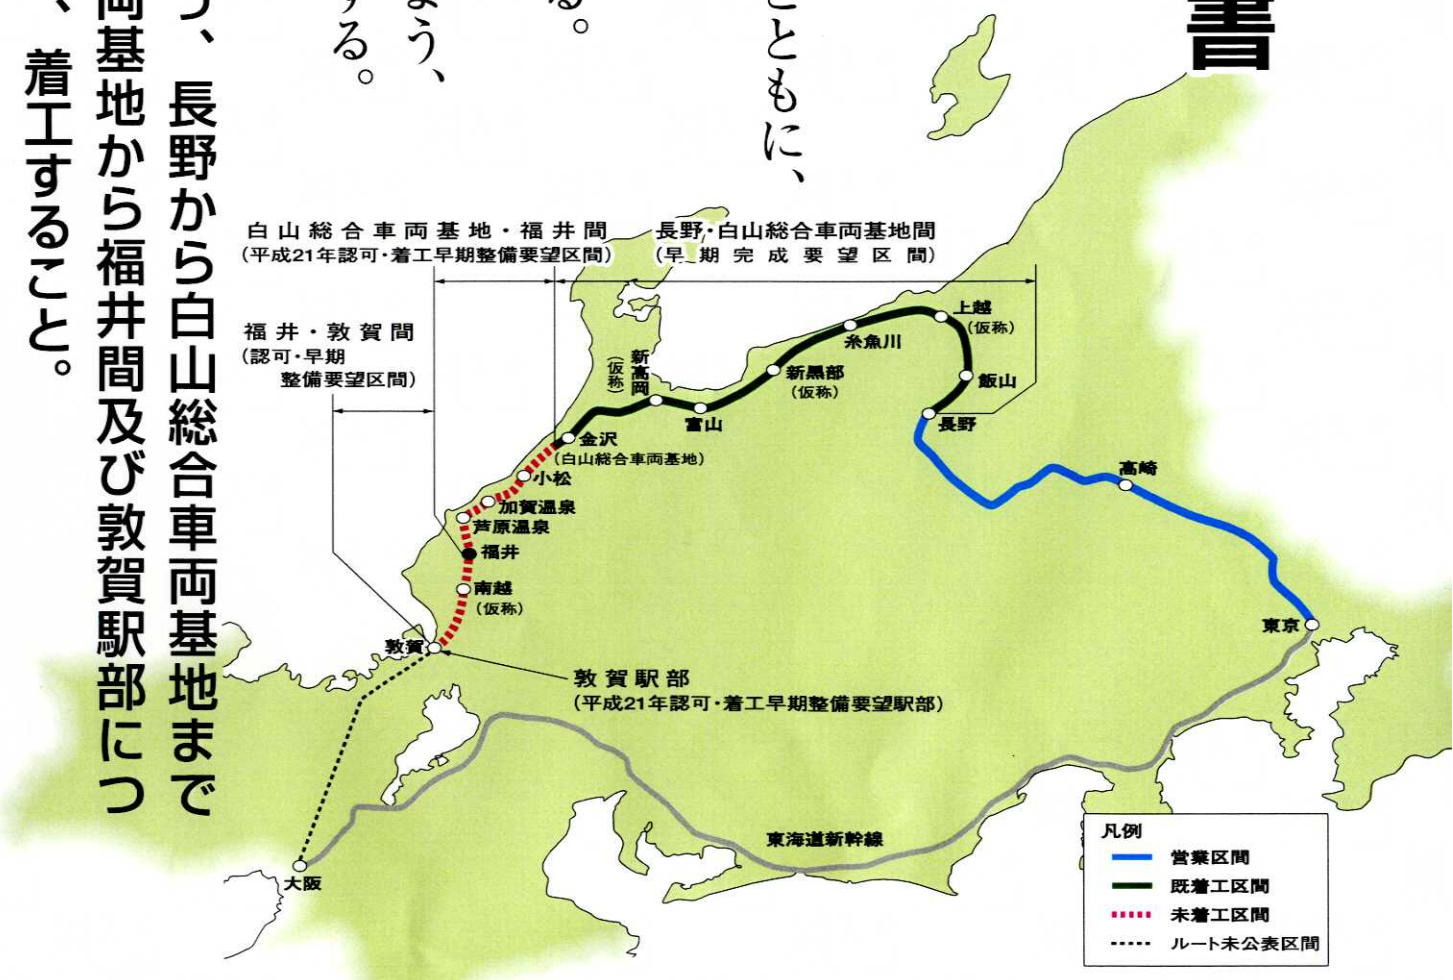 書
とともに、
る。
よう、
する。
う、長野から白山総合車両基地まで
両基地から福井間及び敦賀駅部につ
、着工すること。
白山総合車両基地・福井間
(平成21年認可・着工早期整備要望区間)
長野・白山総合車両基地間
(早期完成要望区間)
福井・敦賀間
(認可・早期
整備要望区間)
上越
(仮称)
糸魚川
飯山
新黒部
(仮称)
新高岡
(仮称)
富山
長野
金沢
(白山総合車両基地)
高崎
小松
加賀温泉
芦原温泉
福井
南越
(仮称)
東京
敦賀
敦賀駅部
(平成21年認可・着工早期整備要望駅部)
東海道新幹線
大阪
凡例
営業区間
既着工区間
未着工区間
ルート未公表区間